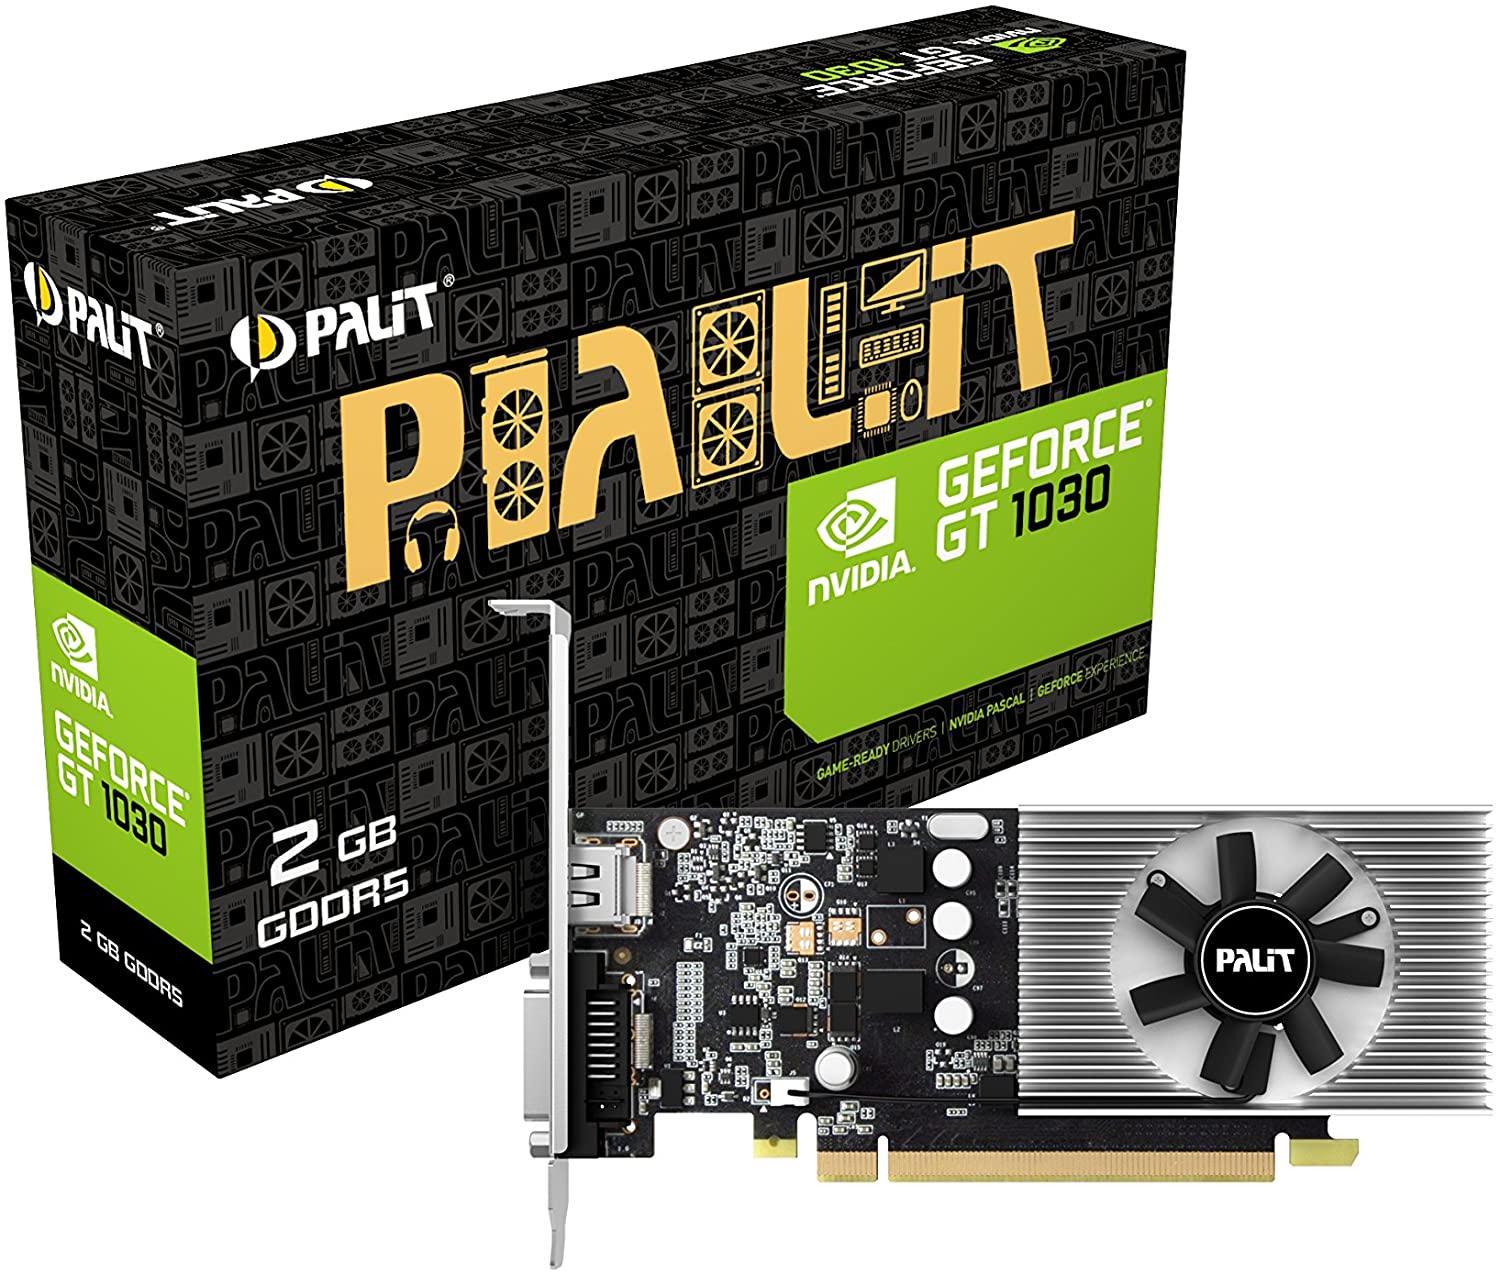 NVIDIA.
GEFORCE
GT 1030
PALiT®
PALiT®
PALiT®
PALiT
NVIDIA.
GEFORCE®
GT 1030
GAME-READY DRIVERS | NVIDIA PASCAL | GEFORCE EXPERIENCE
NVIDIA.
GEFORCE®
GT 1030
2 GB GDDR5
2 GB
GDDR5
PALiT